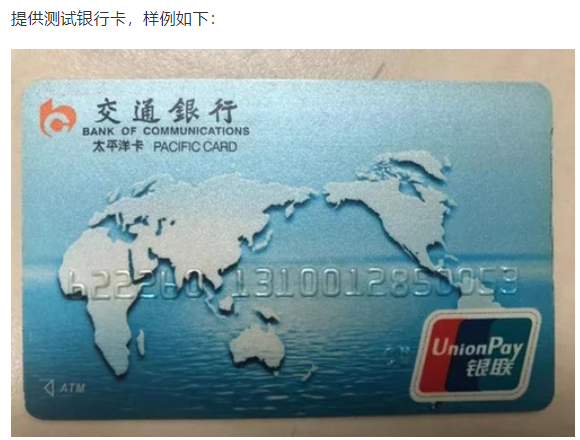 提供测试银行卡，样例如下：
交通銀行
BANK OF COMMUNICATIONS
太平洋卡 PACIFIC CARD
UnionPay
银联
ATM